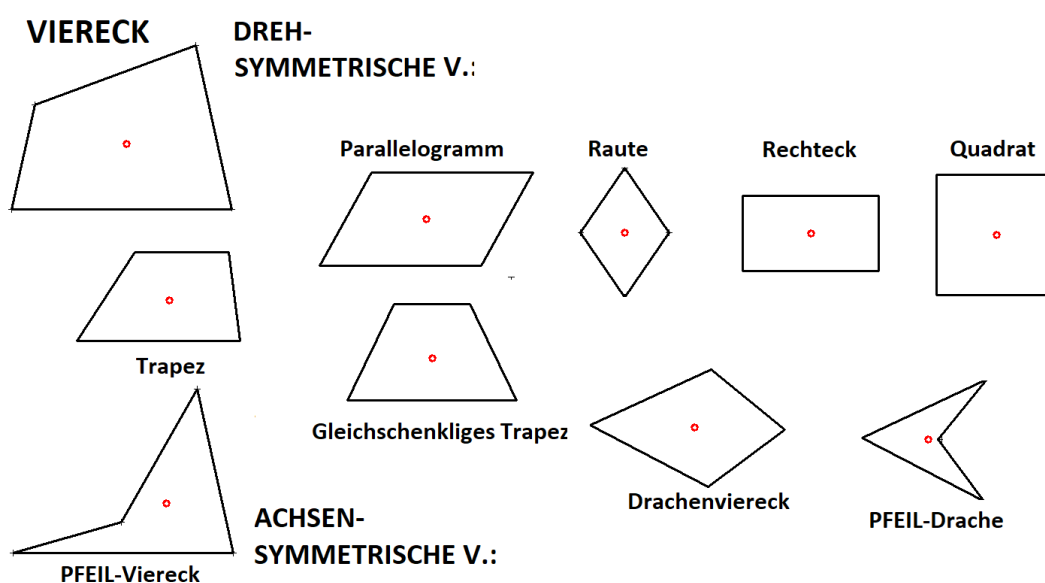 VIERECK
DREH-
SYMMETRISCHE V.:
Parallelogramm
Raute
Rechteck
Quadrat
Trapez
Gleichschenkliges Trapez
Drachenviereck
PFEIL-Drache
ACHSEN-
SYMMETRISCHE V.:
PFEIL-Viereck